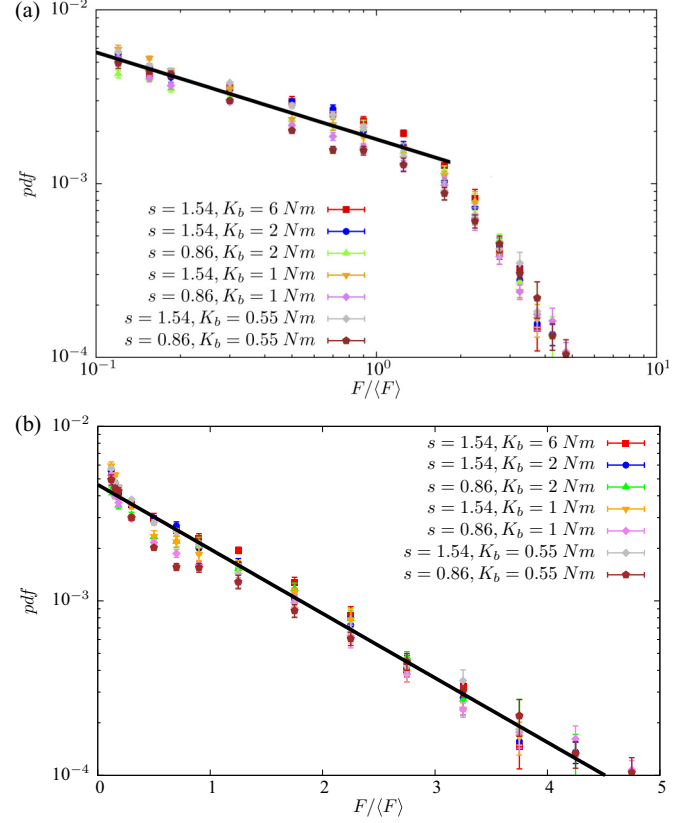 (a)
10⁻²
10⁻³
10⁻⁴
pdf
s = 1.54, K_b = 6 Nm
s = 1.54, K_b = 2 Nm
s = 0.86, K_b = 2 Nm
s = 1.54, K_b = 1 Nm
s = 0.86, K_b = 1 Nm
s = 1.54, K_b = 0.55 Nm
s = 0.86, K_b = 0.55 Nm
10⁻¹ 10⁰ 10¹
F/⟨F⟩
(b)
10⁻²
10⁻³
10⁻⁴
pdf
s = 1.54, K_b = 6 Nm
s = 1.54, K_b = 2 Nm
s = 0.86, K_b = 2 Nm
s = 1.54, K_b = 1 Nm
s = 0.86, K_b = 1 Nm
s = 1.54, K_b = 0.55 Nm
s = 0.86, K_b = 0.55 Nm
0 1 2 3 4 5
F/⟨F⟩